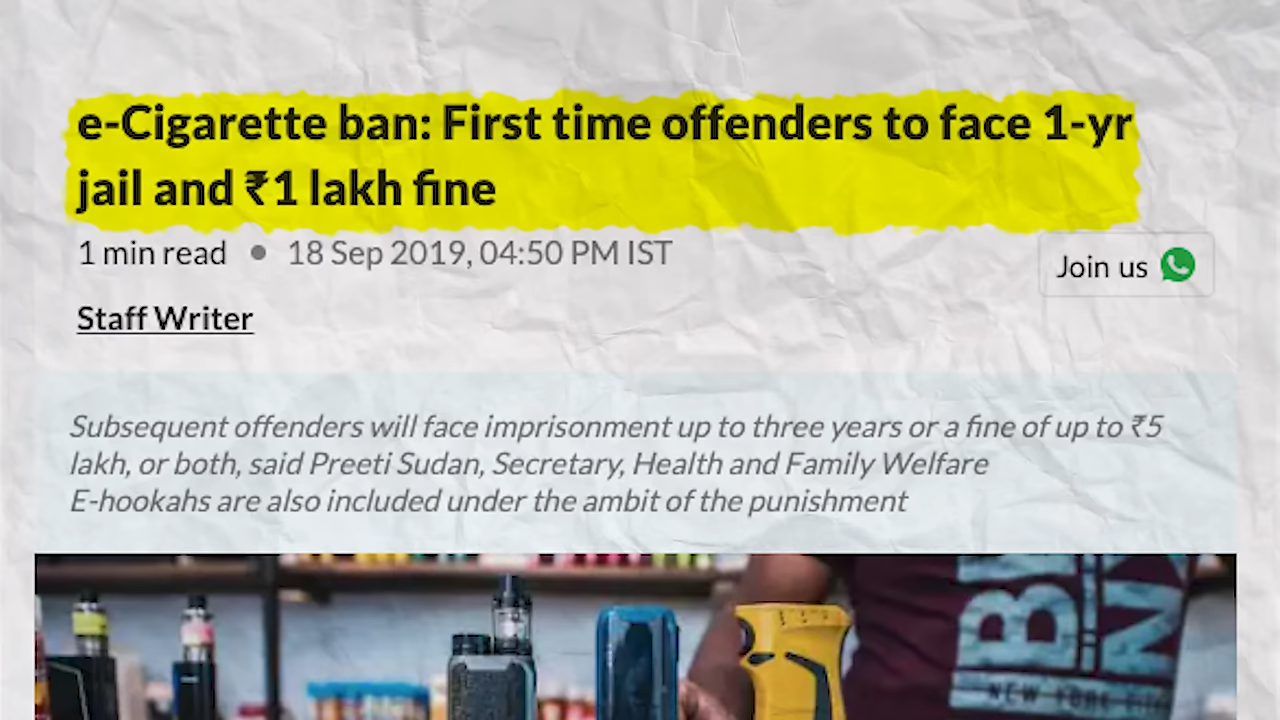 e-Cigarette ban: First time offenders to face 1-yr
jail and ₹1 lakh fine
1 min read • 18 Sep 2019, 04:50 PM IST
Join us
Staff Writer
Subsequent offenders will face imprisonment up to three years or a fine of up to ₹5
lakh, or both, said Preeti Sudan, Secretary, Health and Family Welfare
E-hookahs are also included under the ambit of the punishment
NEW YORK